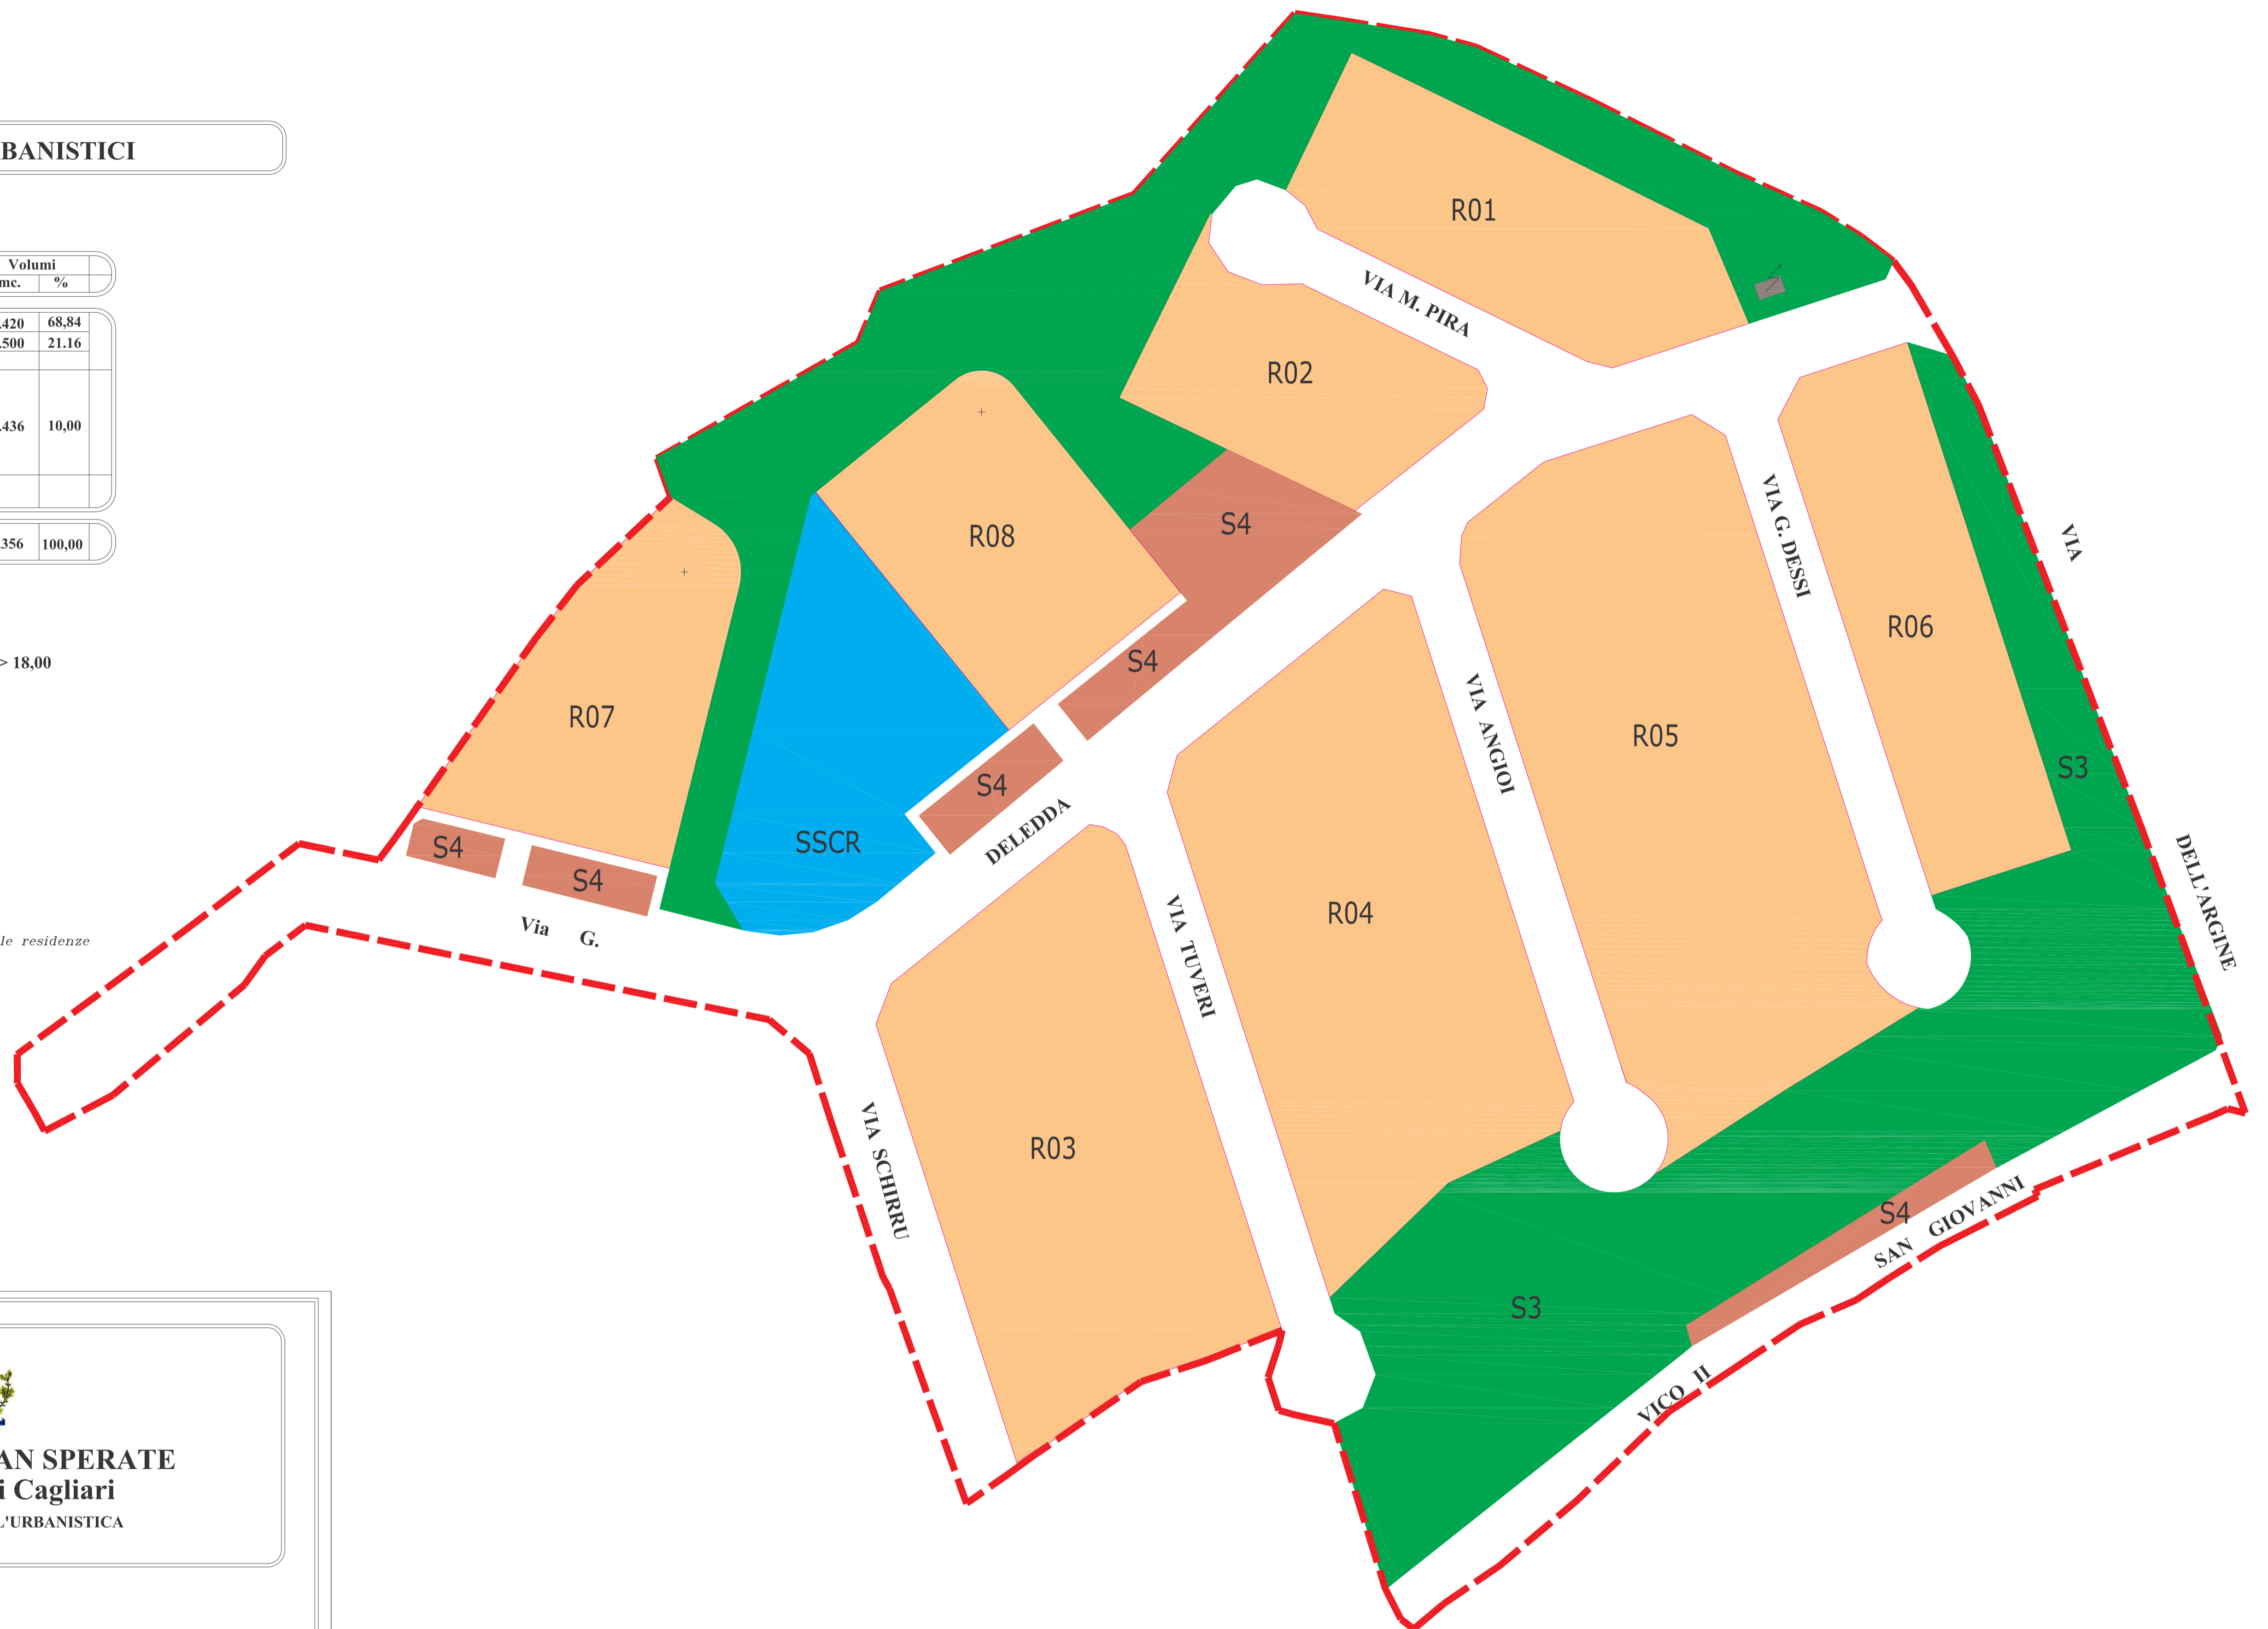 BANISTICI
Volumi
mc. %
.420 68,84
.500 21.16
.436 10,00
.356 100,00
> 18,00
le residenze
AN SPERATE
i Cagliari
L'URBANISTICA
R01
VIA M. PIRA
R02
S4
R08
S4
R07
S4
SSCR
S4
S4
Via G.
DELEDDA
VIA SCHIRRU
R03
VIA TUVERI
R04
VIA ANGIOI
R05
VIA G. DESSI
R06
S3
VIA
DELL'ARGINE
S3
S4
VICO II
SAN GIOVANNI